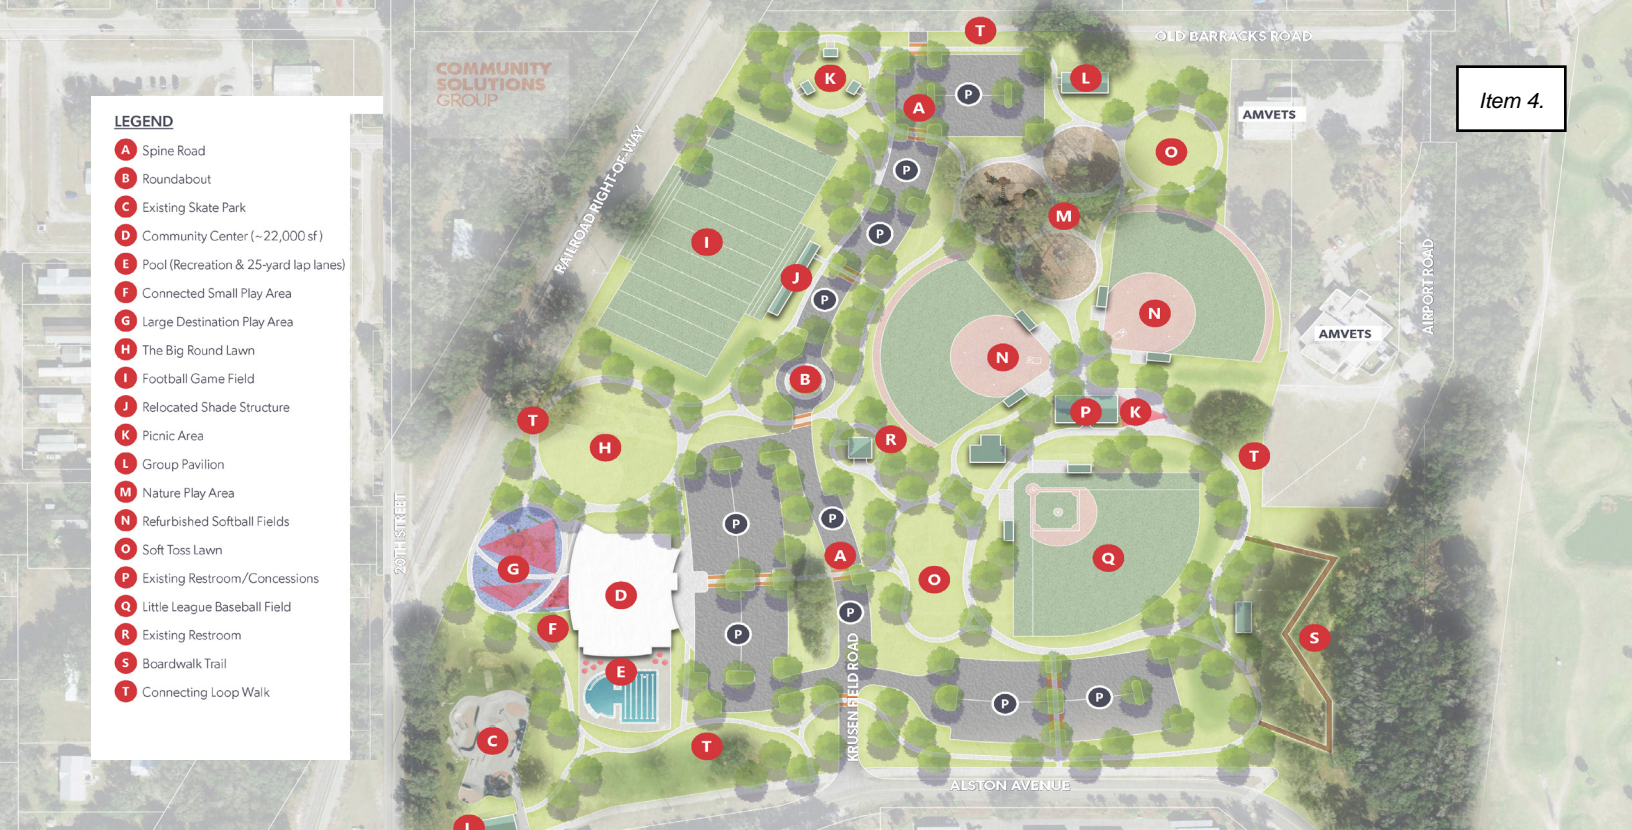 COMMUNITY
SOLUTIONS
GROUP
LEGEND
A Spine Road
B Roundabout
C Existing Skate Park
D Community Center (~22,000 sf)
E Pool (Recreation & 25-yard lap lanes)
F Connected Small Play Area
G Large Destination Play Area
H The Big Round Lawn
I Football Game Field
J Relocated Shade Structure
K Picnic Area
L Group Pavilion
M Nature Play Area
N Refurbished Softball Fields
O Soft Toss Lawn
P Existing Restroom/Concessions
Q Little League Baseball Field
R Existing Restroom
S Boardwalk Trail
T Connecting Loop Walk
T
OLD BARRACKS ROAD
Item 4.
K
L
P
A
AMVETS
O
P
RAILROAD RIGHT-OF-WAY
M
P
I
AIRPORT ROAD
J
P
N
AMVETS
N
B
P
K
T
R
H
T
20TH STREET
P
P
A
Q
G
O
D
P
F
P
S
E
KRUSEN FIELD ROAD
P
P
C
T
ALSTON AVENUE